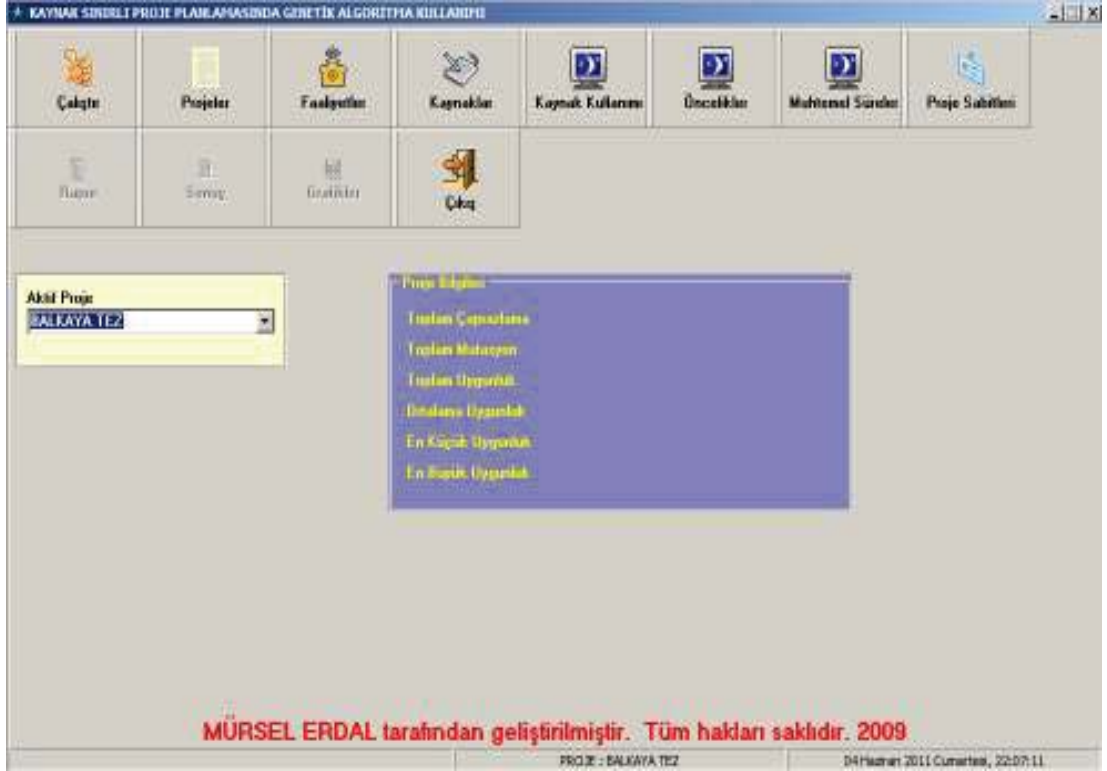 KAYNAK SINIRLI PROJE PLANLAMASINDA GENETİK ALGORİTMA KULLANIMI
Çalıştır Projeler Faaliyetler Kaynaklar Kaynak Kullanımı Öncelikler Muhtemel Süreler Proje Sabitleri
Rapor Sonuç Grafikler Çıkış
Aktif Proje
BALKAYA TEZ
Proje Bilgileri
Toplam Çaprazlama
Toplam Mutasyon
Toplam Uygunluk
Ortalama Uygunluk
En Küçük Uygunluk
En Büyük Uygunluk
MÜRSEL ERDAL tarafından geliştirilmiştir. Tüm hakları saklıdır. 2009
PROJE : BALKAYA TEZ 04 Haziran 2011 Cumartesi, 22:07:11